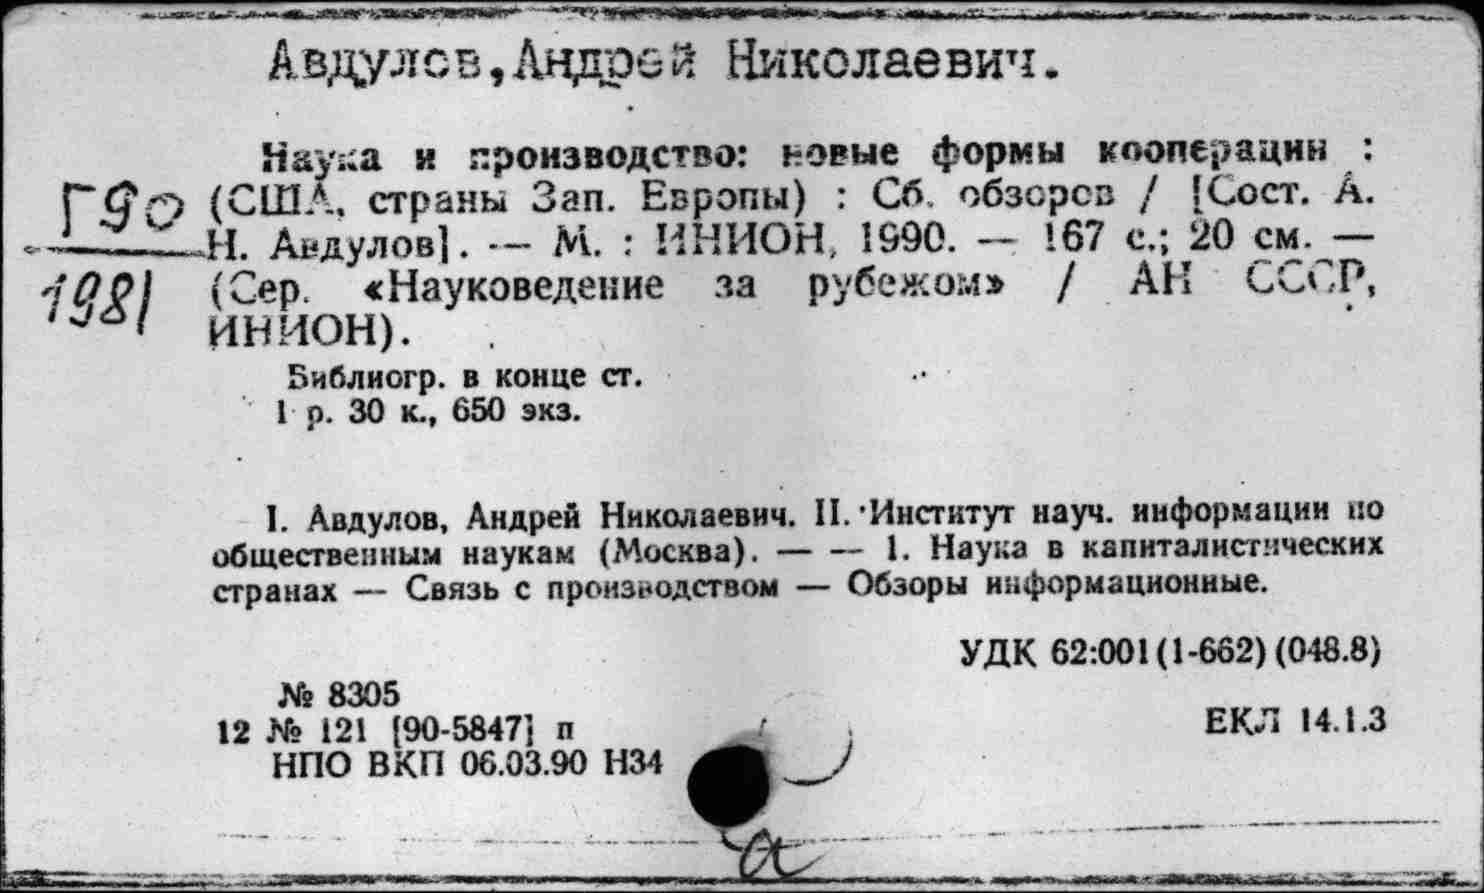 Авдулов, Андрей Николаевич.
Наука и производство: новые формы кооперации :
Г90 (США, страны Зап. Европы) : Сб. обзоров / [Сост. А.
Н. Авдулов]. — М. : ИНИОН, 1990. — 167 с.; 20 см. —
1981 (Сер. «Науковедение за рубежом» / АН СССР,
ИНИОН).
Библиогр. в конце ст.
1 р. 30 к., 650 экз.
I. Авдулов, Андрей Николаевич. II. Институт науч. информации по
общественным наукам (Москва). — — 1. Наука в капиталистических
странах — Связь с производством — Обзоры информационные.
УДК 62:001 (1-662) (048.8)
№ 8305
12 № 121 [90-5847] п
ЕКЛ 14.1.3
НПО ВКП 06.03.90 Н34